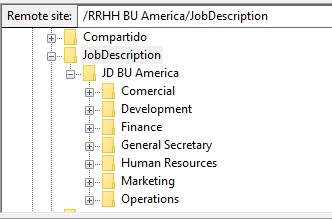 Remote site: /RRHH BU America/JobDescription
Compartido
JobDescription
JD BU America
Comercial
Development
Finance
General Secretary
Human Resources
Marketing
Operations